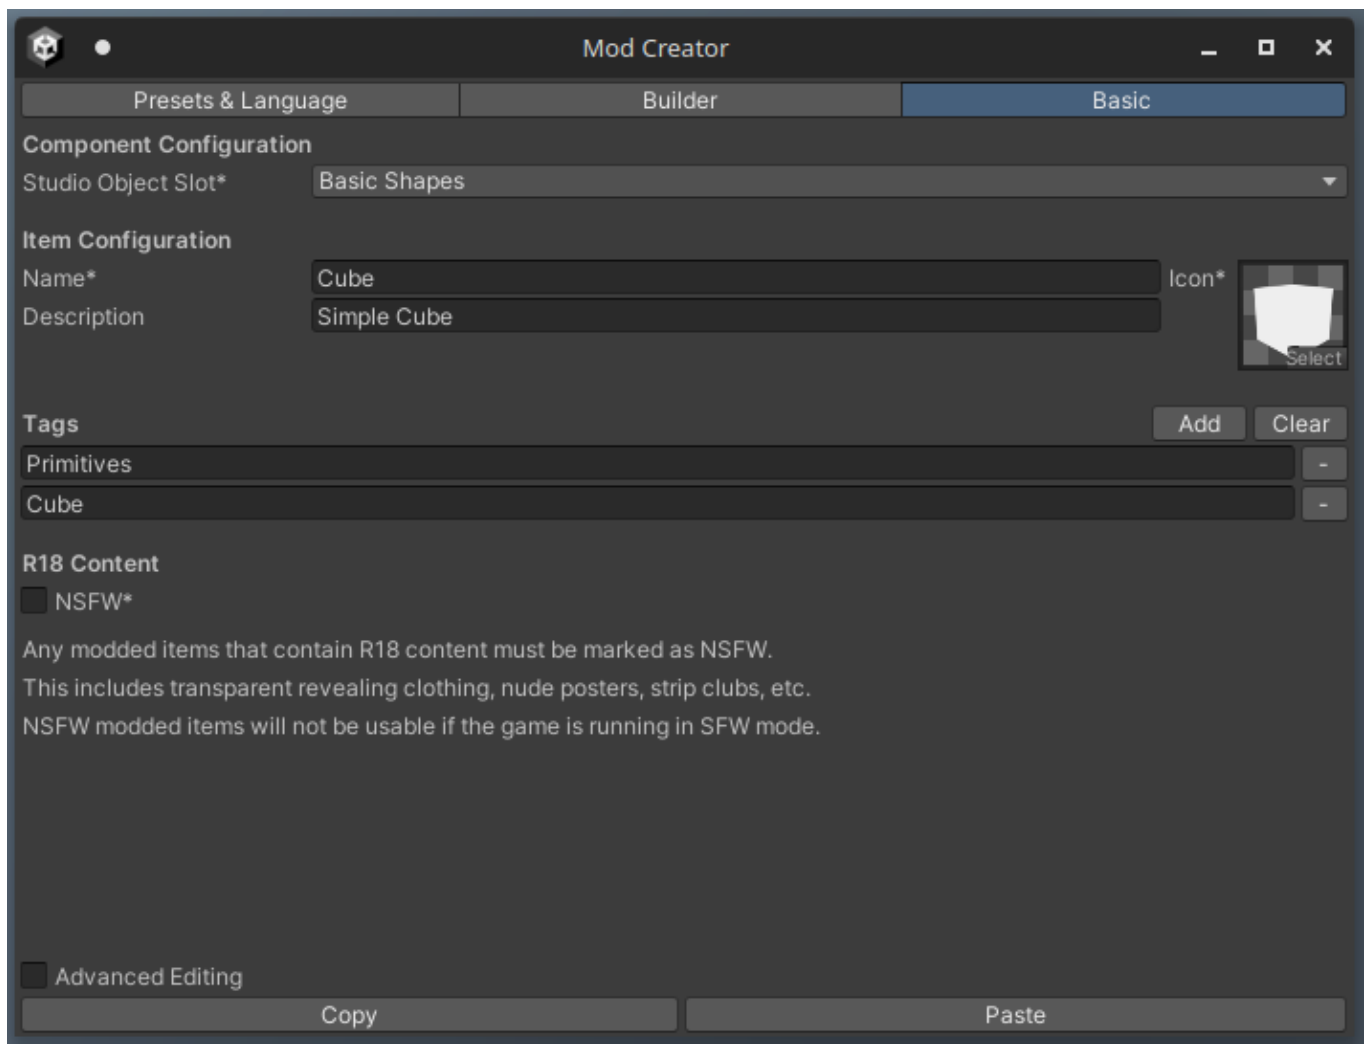 Mod Creator
Presets & Language Builder Basic
Component Configuration
Studio Object Slot* Basic Shapes
Item Configuration
Name* Cube Icon*
Description Simple Cube
Select
Tags Add Clear
Primitives -
Cube -
R18 Content
NSFW*
Any modded items that contain R18 content must be marked as NSFW.
This includes transparent revealing clothing, nude posters, strip clubs, etc.
NSFW modded items will not be usable if the game is running in SFW mode.
Advanced Editing
Copy Paste